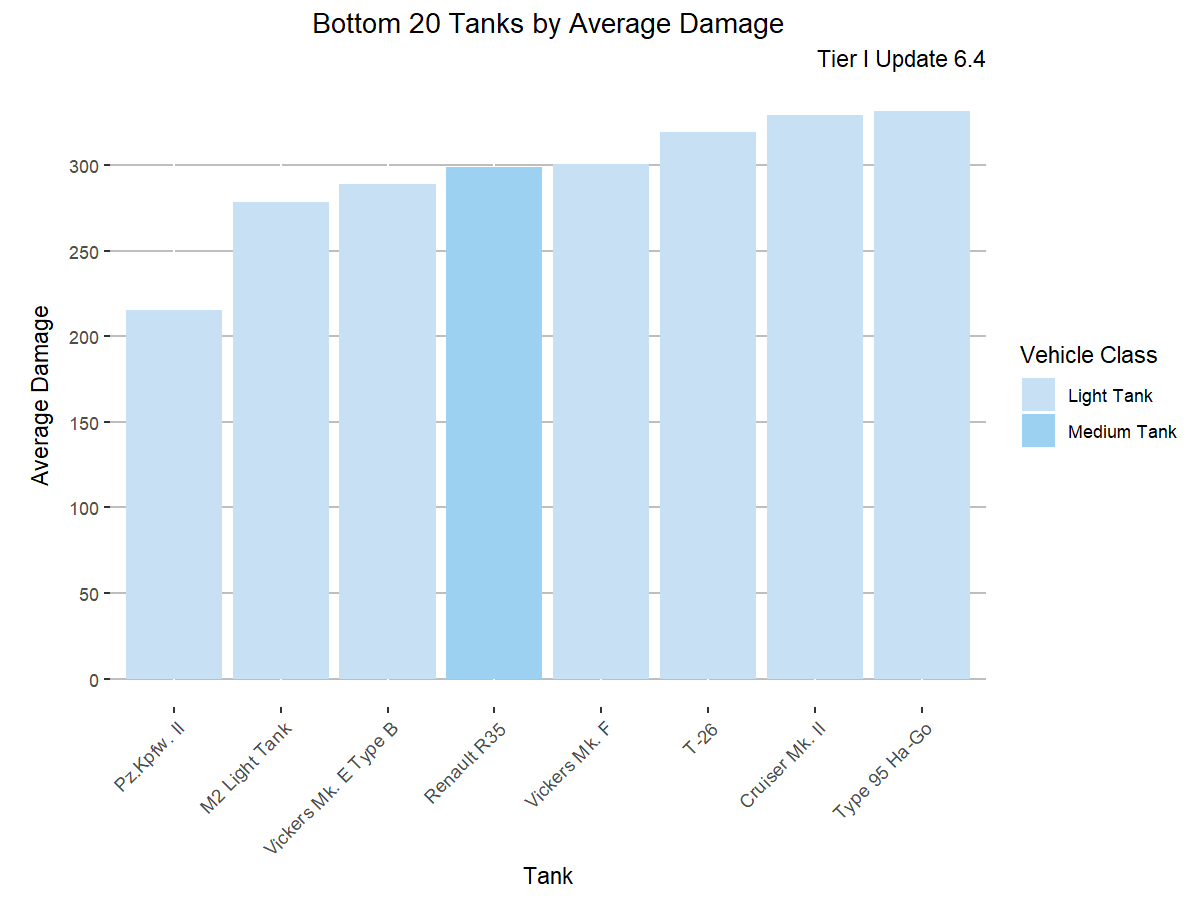 Bottom 20 Tanks by Average Damage
Tier I Update 6.4
Average Damage
300
250
200
150
100
50
0
Pz.Kpfw. II
M2 Light Tank
Vickers Mk. E Type B
Renault R35
Vickers Mk. F
T-26
Cruiser Mk. II
Type 95 Ha-Go
Tank
Vehicle Class
Light Tank
Medium Tank